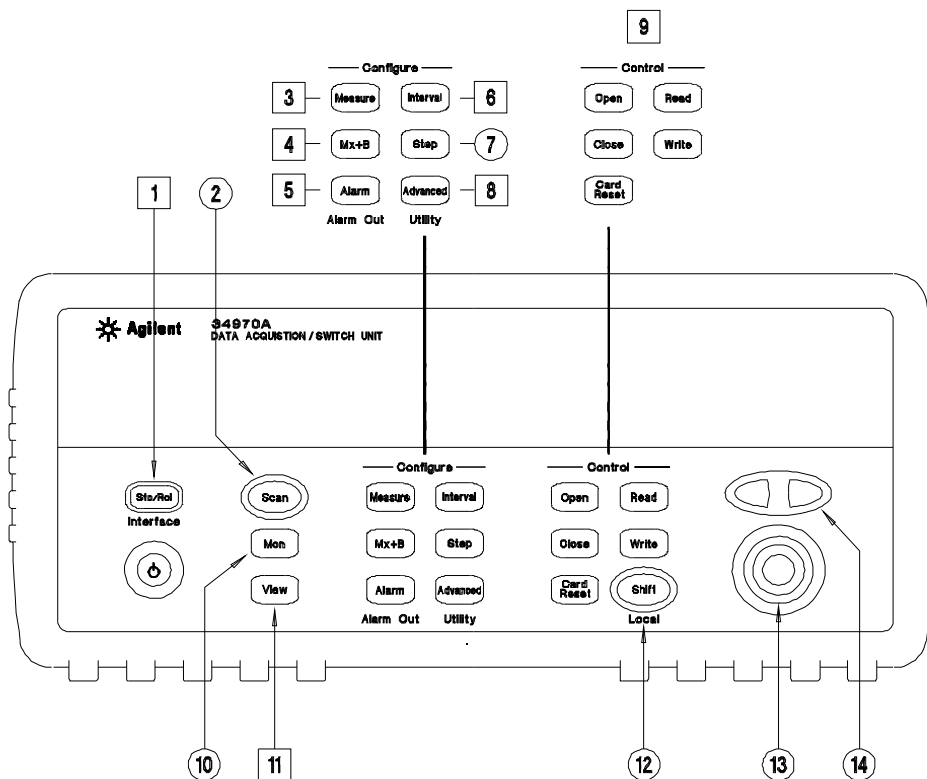 9
Configure
Control
3
Measure
Interval
6
Open
Read
4
Mx+B
Step
7
Close
Write
5
Alarm
Advanced
8
Card
Reset
Alarm Out
Utility
1
2
Agilent
34970A
DATA ACQUISTION / SWITCH UNIT
Configure
Control
Sto/Rcl
Scan
Measure
Interval
Open
Read
Interface
Mon
Mx+B
Step
Close
Write
View
Alarm
Advanced
Card
Reset
Shift
Alarm Out
Utility
Local
10
11
12
13
14